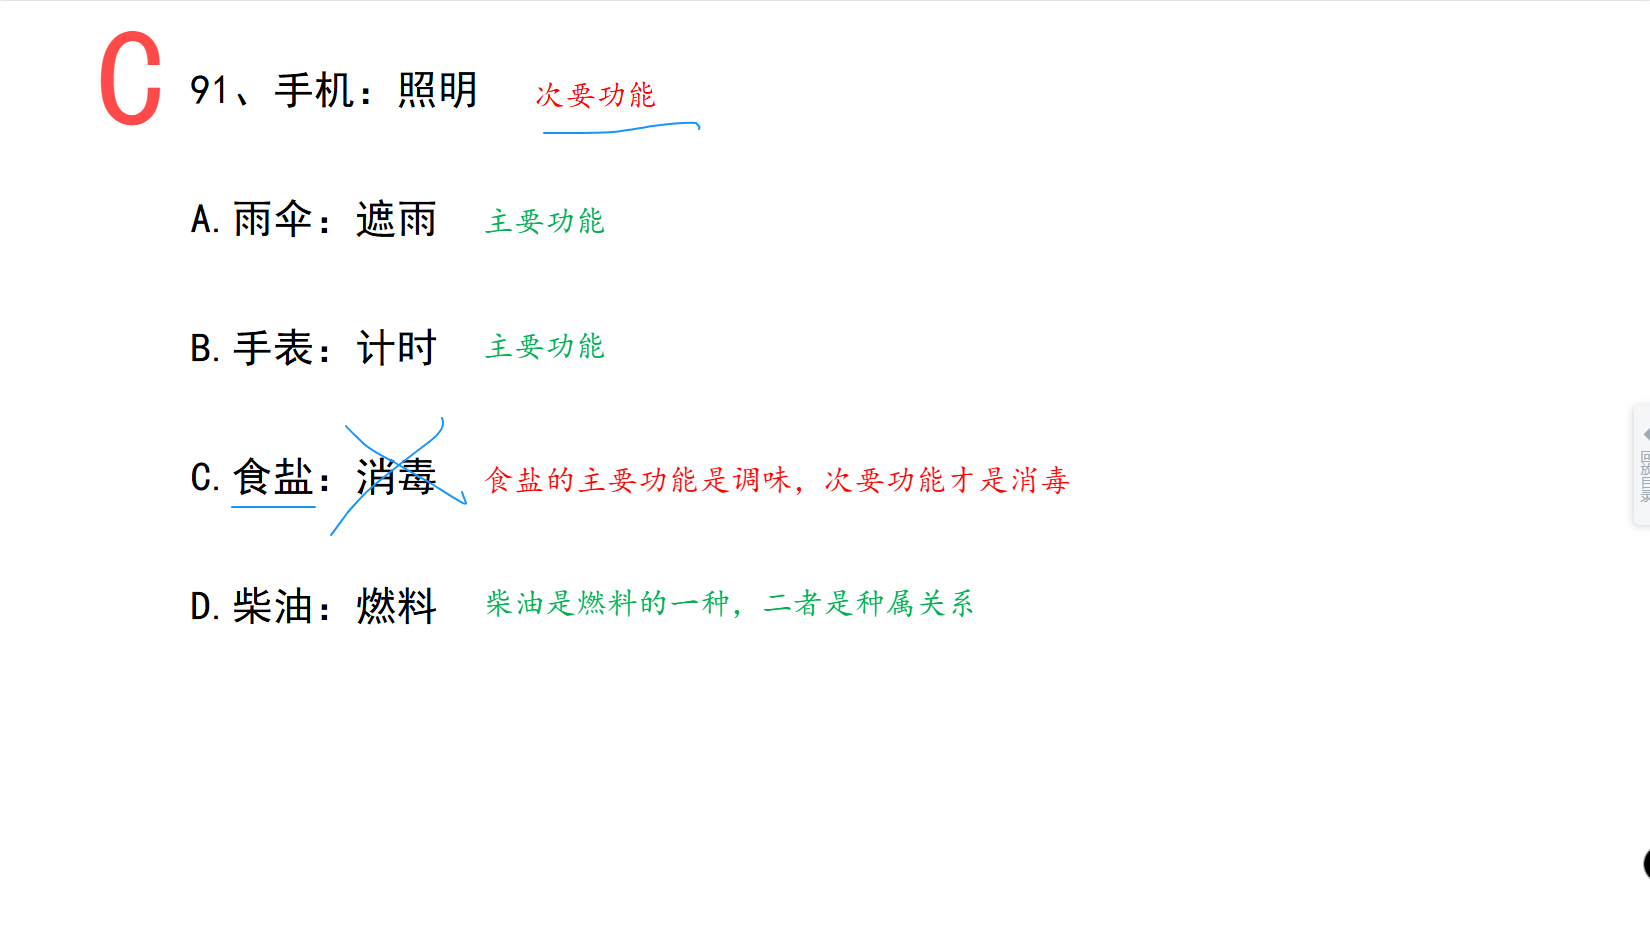 C
91、手机：照明 次要功能
A.雨伞：遮雨 主要功能
B.手表：计时 主要功能
C.食盐：消毒 食盐的主要功能是调味，次要功能才是消毒
D.柴油：燃料 柴油是燃料的一种，二者是种属关系
回放目录